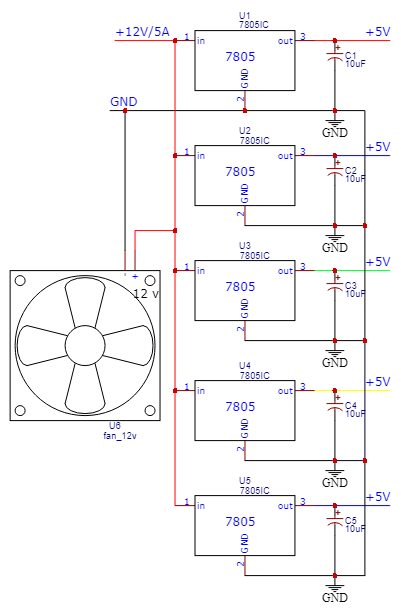 U1
7805IC
+12V/5A
1
in
7805
out
3
+5V
GND
2
+
C1
10uF
GND
GND
U2
7805IC
1
in
7805
out
3
+5V
GND
2
+
C2
10uF
GND
U3
7805IC
1
in
7805
out
3
+5V
GND
2
+
C3
10uF
GND
- +
12 v
U6
fan_12v
U4
7805IC
1
in
7805
out
3
+5V
GND
2
+
C4
10uF
GND
U5
7805IC
1
in
7805
out
3
+5V
GND
2
+
C5
10uF
GND